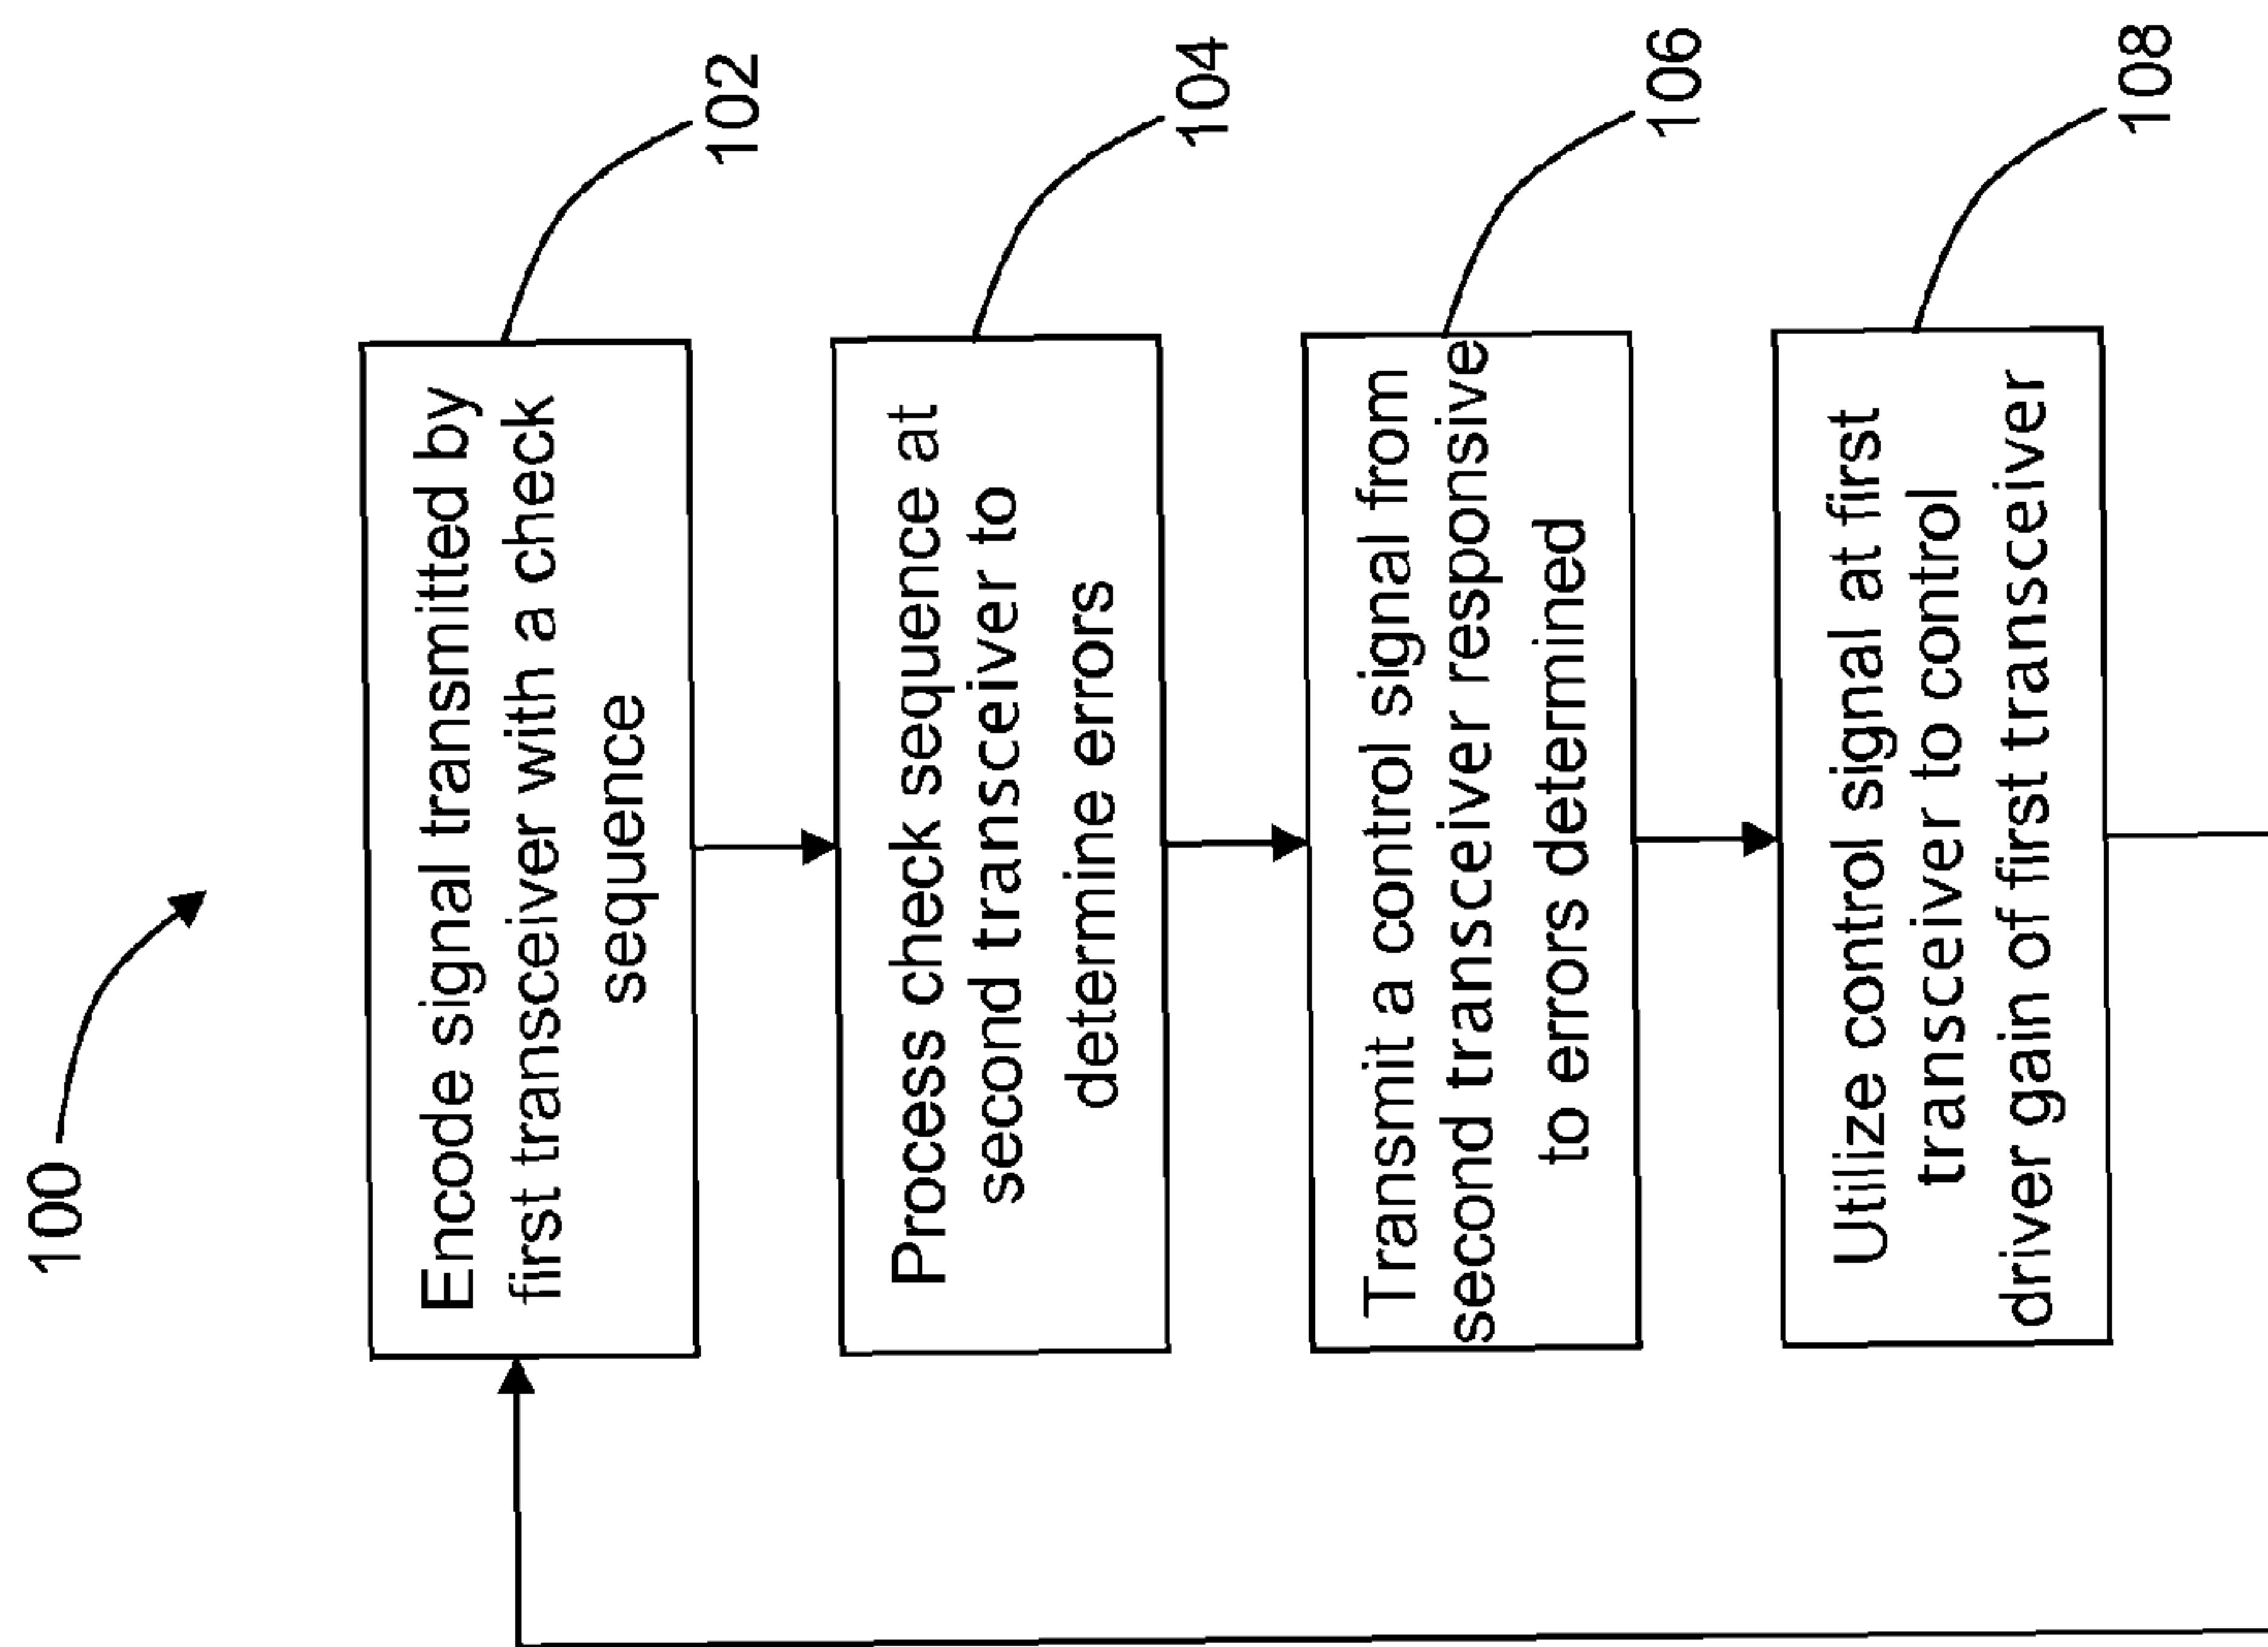 100
Encode signal transmitted by
first transceiver with a check
sequence
102
Process check sequence at
second transceiver to
determine errors
104
Transmit a control signal from
second transceiver responsive
to errors determined
106
Utilize control signal at first
transceiver to control
driver gain of first transceiver
108